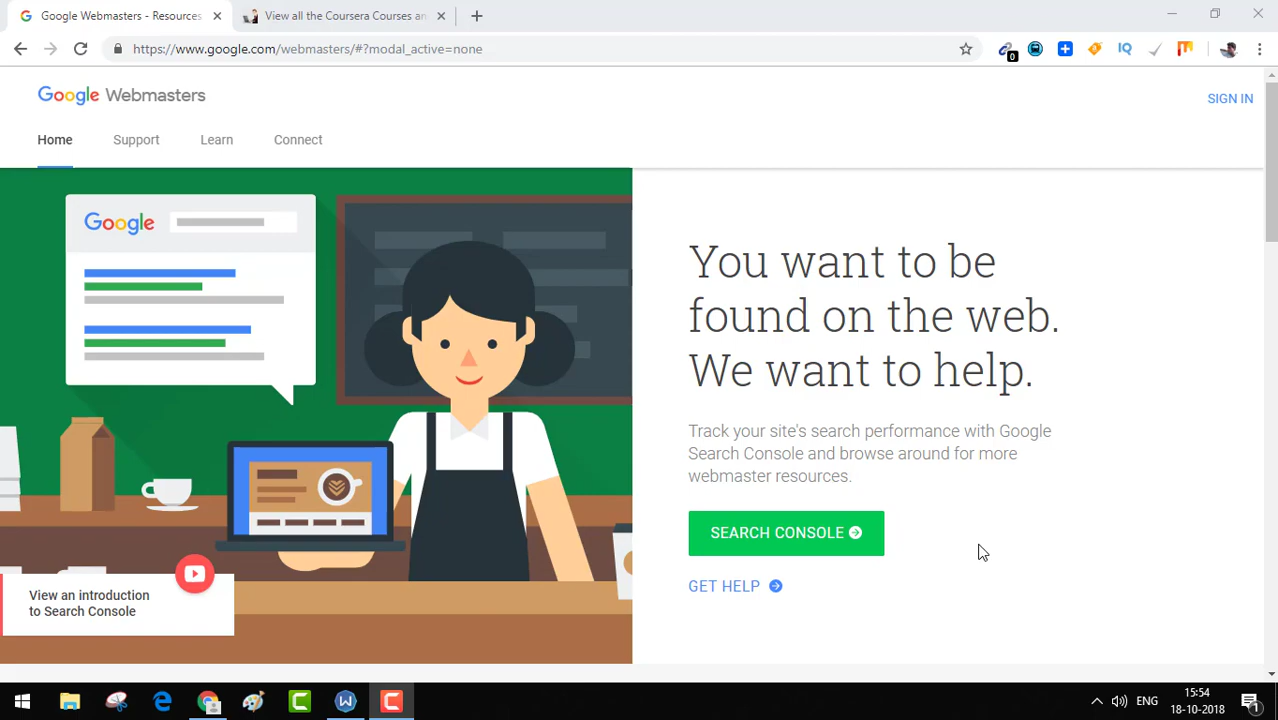 Google Webmasters - Resources
View all the Coursera Courses an
https://www.google.com/webmasters/#?modal_active=none
0
IQ
Google Webmasters
SIGN IN
Home
Support
Learn
Connect
Google
You want to be
found on the web.
We want to help.
Track your site's search performance with Google
Search Console and browse around for more
webmaster resources.
SEARCH CONSOLE
GET HELP
View an introduction
to Search Console
ENG
15:54
18-10-2018
1